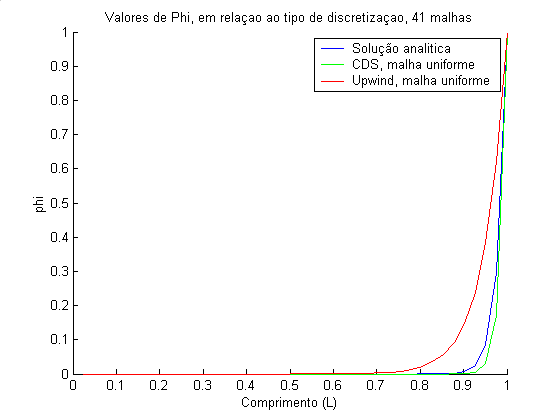 Valores de Phi, em relaçao ao tipo de discretizaçao, 41 malhas
Solução analítica
CDS, malha uniforme
Upwind, malha uniforme
1
0.9
0.8
0.7
0.6
0.5
0.4
0.3
0.2
0.1
0
phi
0 0.1 0.2 0.3 0.4 0.5 0.6 0.7 0.8 0.9 1
Comprimento (L)